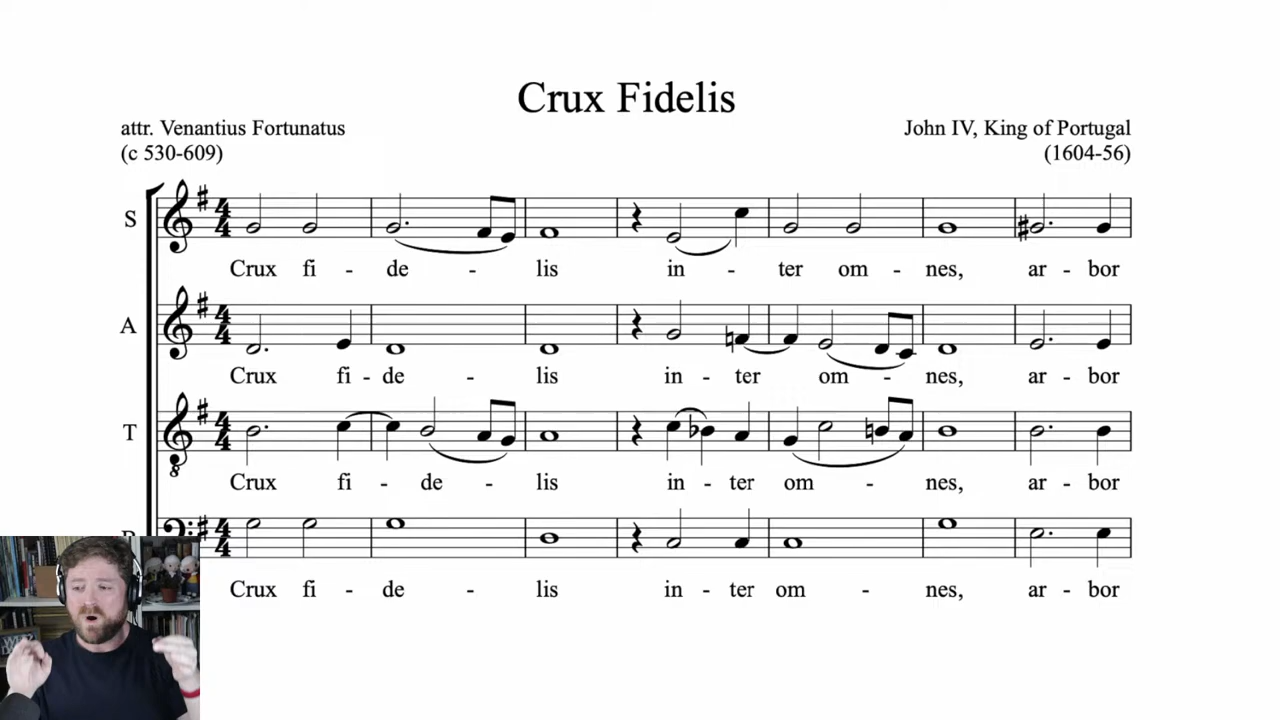 Crux Fidelis
attr. Venantius Fortunatus
(c 530-609)
John IV, King of Portugal
(1604-56)
S
Crux fi - de - lis in - ter om - nes, ar - bor
A
Crux fi - de - lis in - ter om - nes, ar - bor
T
Crux fi - de - lis in - ter om - nes, ar - bor
Crux fi - de - lis in - ter om - nes, ar - bor